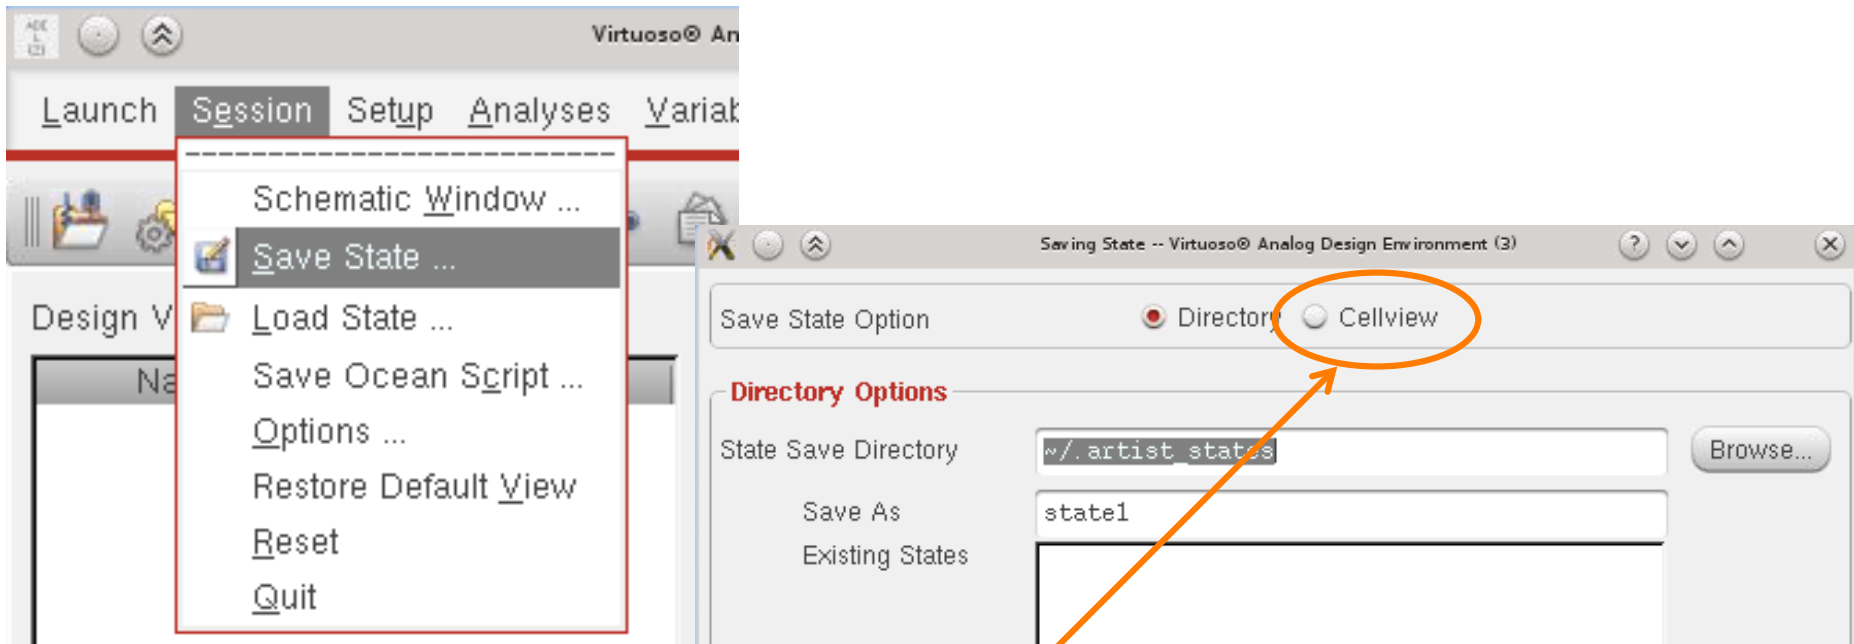 ADE
L
(2)
Virtuoso® An
Launch Session Setup Analyses Variab
Schematic Window ...
Save State ...
Load State ...
Save Ocean Script ...
Options ...
Restore Default View
Reset
Quit
Design V
Na
Saving State -- Virtuoso® Analog Design Environment (3)
Save State Option Directory Cellview
Directory Options
State Save Directory ~/.artist_states Browse...
Save As state1
Existing States